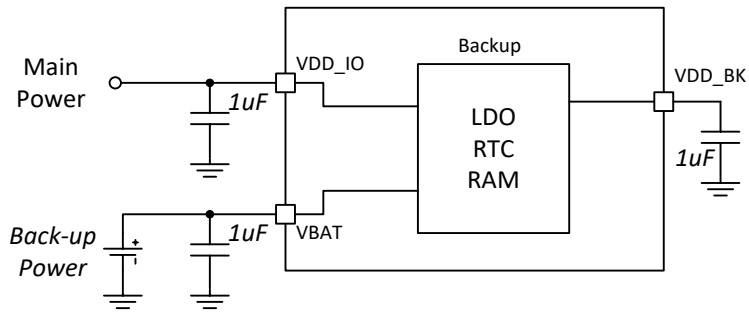 Backup
Main
Power
VDD_IO
VDD_BK
1uF
LDO
RTC
RAM
1uF
Back-up
Power
+
-
1uF
VBAT